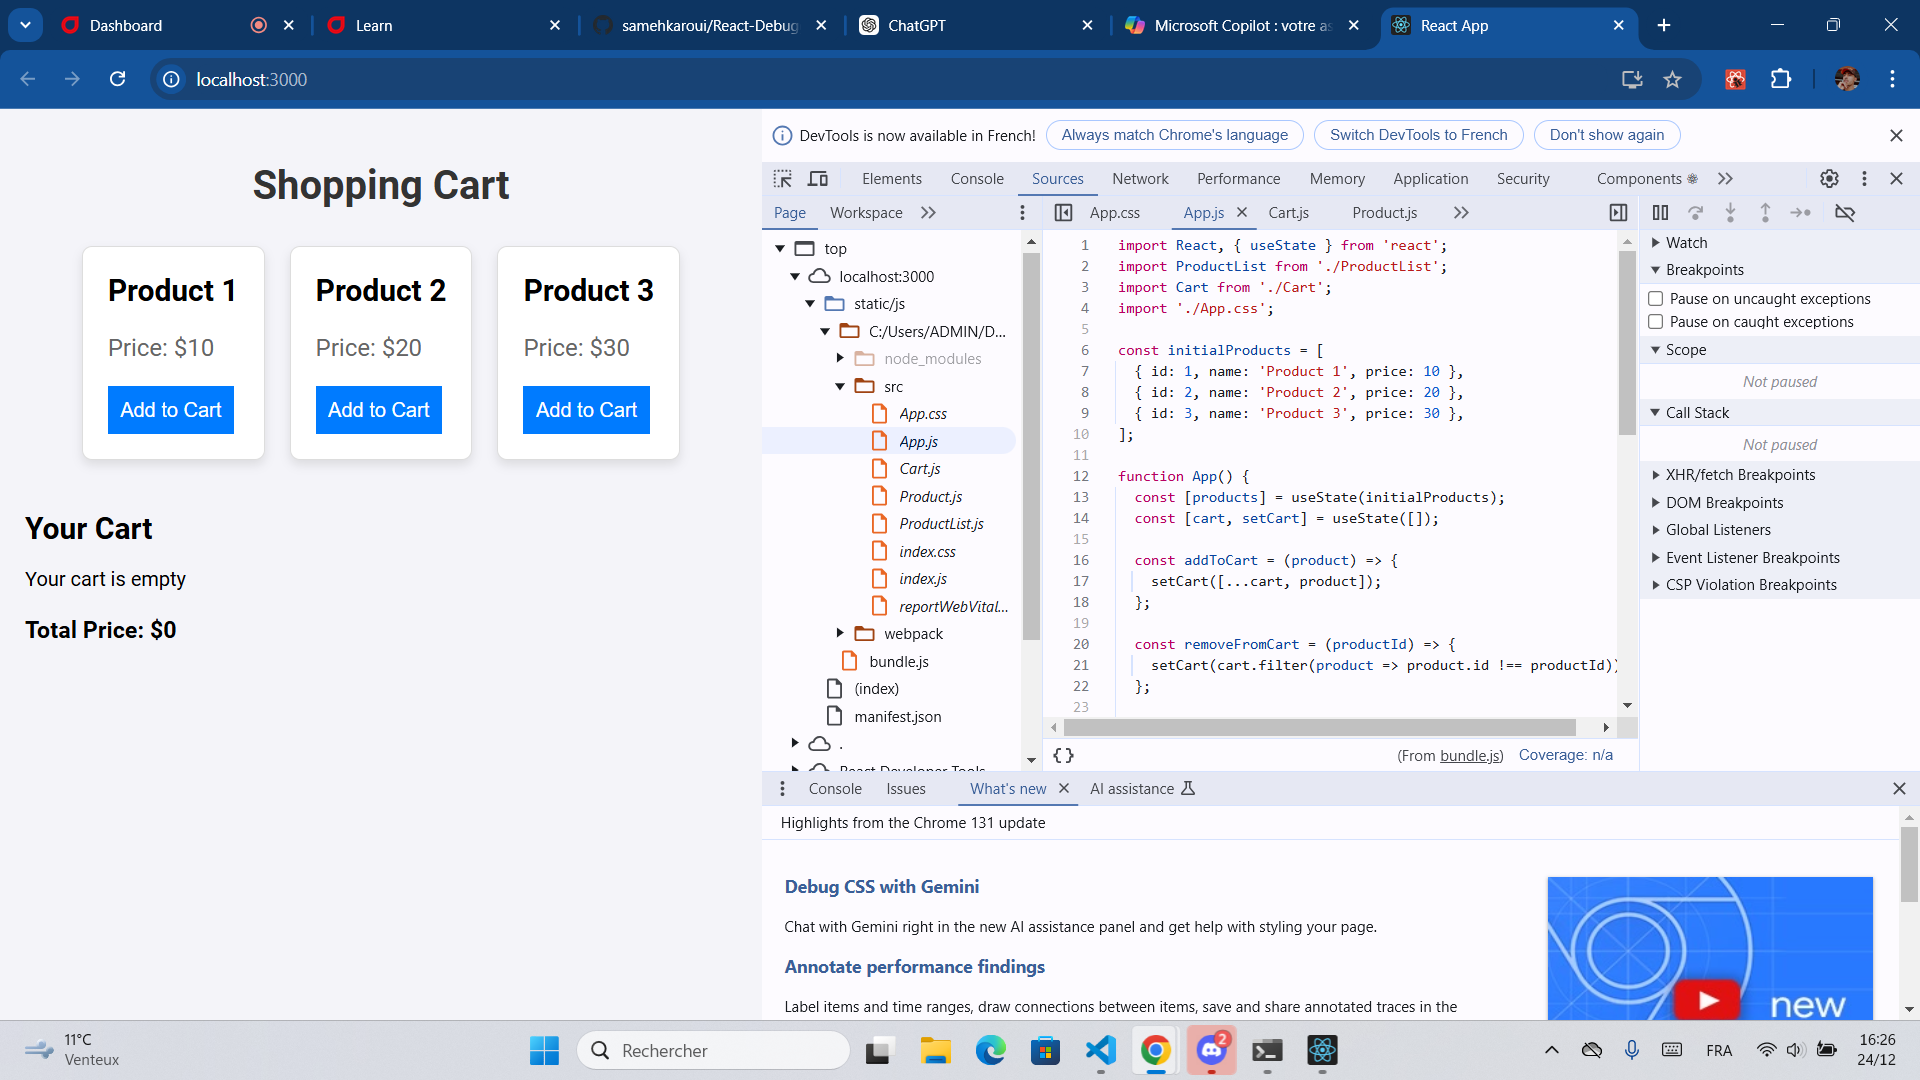 Dashboard
Learn
samehkaroui/React-Debug
ChatGPT
Microsoft Copilot : votre as
React App
localhost:3000
Shopping Cart
Product 1
Price: $10
Add to Cart
Product 2
Price: $20
Add to Cart
Product 3
Price: $30
Add to Cart
Your Cart
Your cart is empty
Total Price: $0
DevTools is now available in French!
Always match Chrome's language
Switch DevTools to French
Don't show again
Elements
Console
Sources
Network
Performance
Memory
Application
Security
Components
Page
Workspace
top
localhost:3000
static/js
C:/Users/ADMIN/D...
node_modules
src
App.css
App.js
Cart.js
Product.js
ProductList.js
index.css
index.js
reportWebVital...
webpack
bundle.js
(index)
manifest.json
.
React Developer Tools
App.css
App.js
Cart.js
Product.js
1 import React, { useState } from 'react';
2 import ProductList from './ProductList';
3 import Cart from './Cart';
4 import './App.css';
5
6 const initialProducts = [
7 { id: 1, name: 'Product 1', price: 10 },
8 { id: 2, name: 'Product 2', price: 20 },
9 { id: 3, name: 'Product 3', price: 30 },
10 ];
11
12 function App() {
13 const [products] = useState(initialProducts);
14 const [cart, setCart] = useState([]);
15
16 const addToCart = (product) => {
17 setCart([...cart, product]);
18 };
19
20 const removeFromCart = (productId) => {
21 setCart(cart.filter(product => product.id !== productId))
22 };
23
{}
(From bundle.js)
Coverage: n/a
Watch
Breakpoints
Pause on uncaught exceptions
Pause on caught exceptions
Scope
Not paused
Call Stack
Not paused
XHR/fetch Breakpoints
DOM Breakpoints
Global Listeners
Event Listener Breakpoints
CSP Violation Breakpoints
Console
Issues
What's new
AI assistance
Highlights from the Chrome 131 update
Debug CSS with Gemini
Chat with Gemini right in the new AI assistance panel and get help with styling your page.
Annotate performance findings
Label items and time ranges, draw connections between items, save and share annotated traces in the
new
11°C
Venteux
Rechercher
2
FRA
16:26
24/12